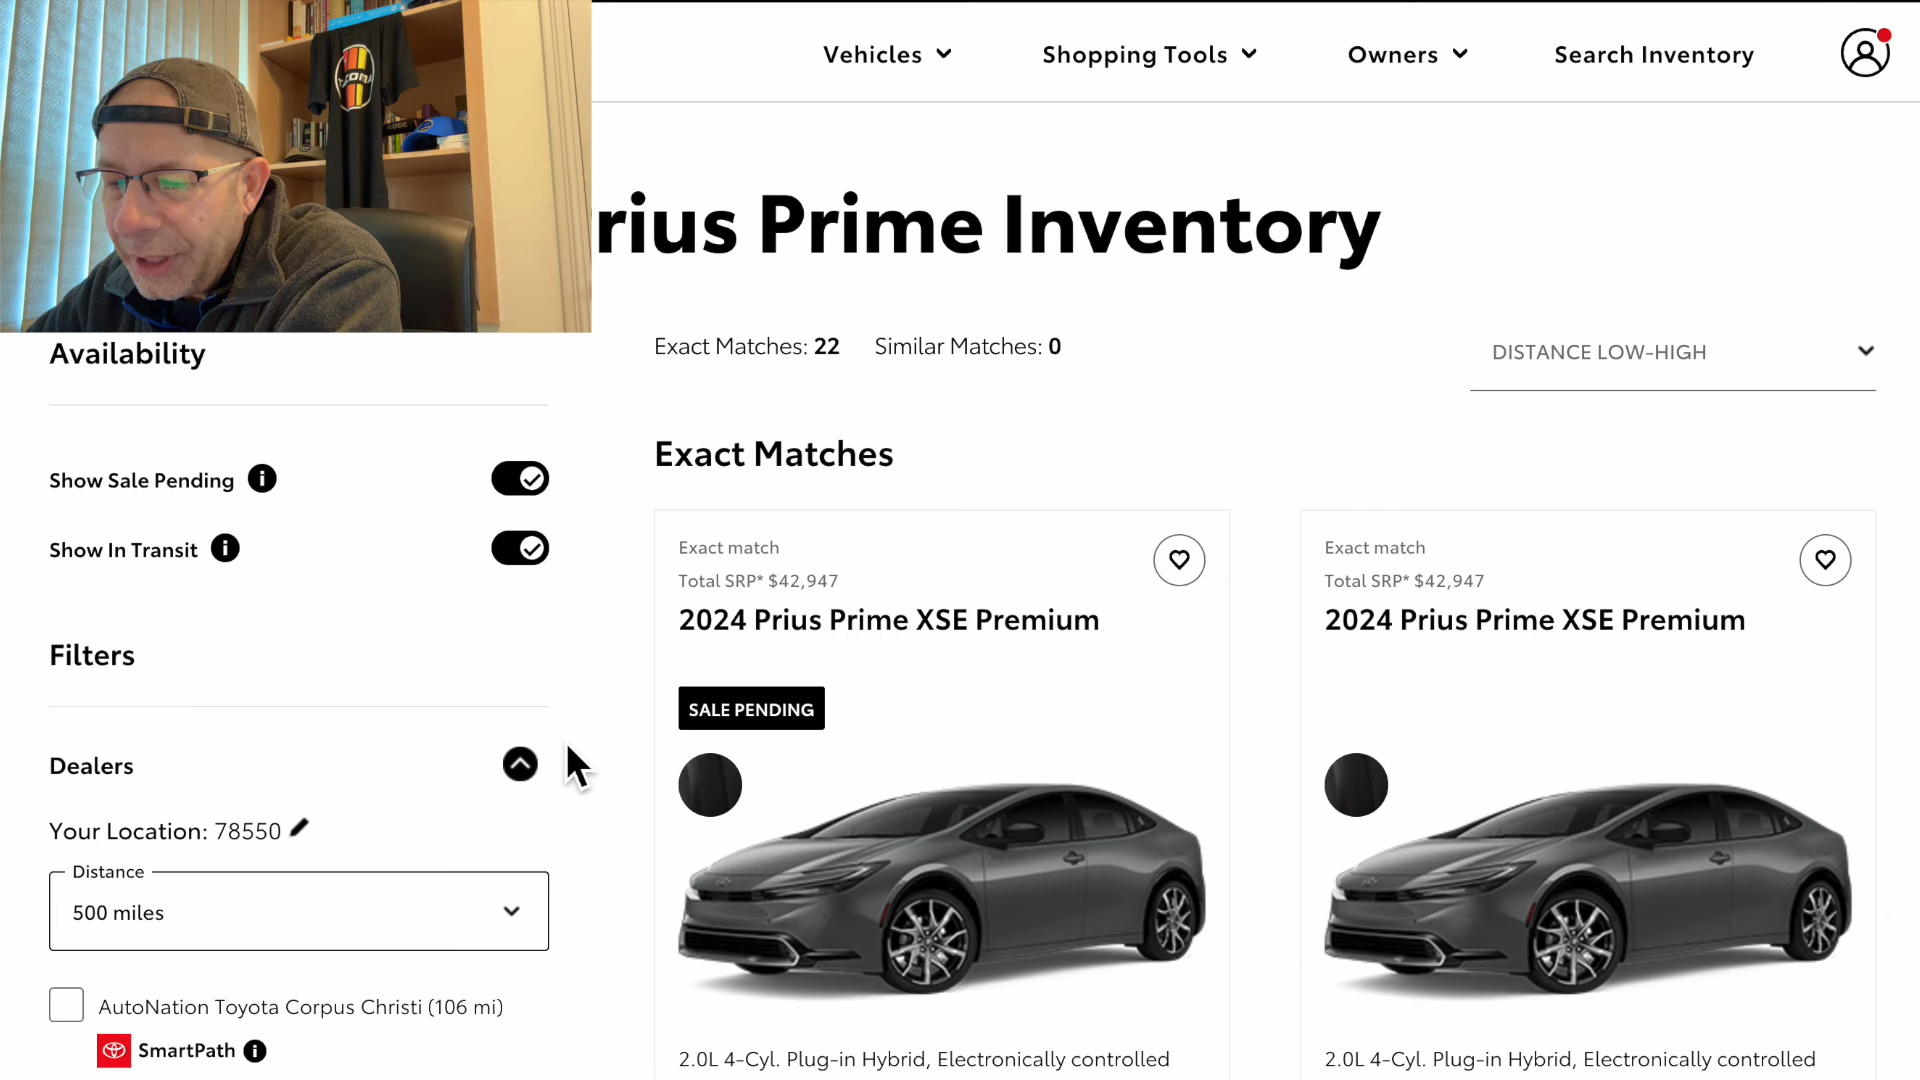 Vehicles
Shopping Tools
Owners
Search Inventory
TACOMA
rius Prime Inventory
Availability
Exact Matches: 22
Similar Matches: 0
DISTANCE LOW-HIGH
Show Sale Pending
Show In Transit
Filters
Dealers
Your Location: 78550
Distance
500 miles
AutoNation Toyota Corpus Christi (106 mi)
SmartPath
Exact Matches
Exact match
Total SRP* $42,947
2024 Prius Prime XSE Premium
SALE PENDING
2.0L 4-Cyl. Plug-in Hybrid, Electronically controlled
Exact match
Total SRP* $42,947
2024 Prius Prime XSE Premium
2.0L 4-Cyl. Plug-in Hybrid, Electronically controlled